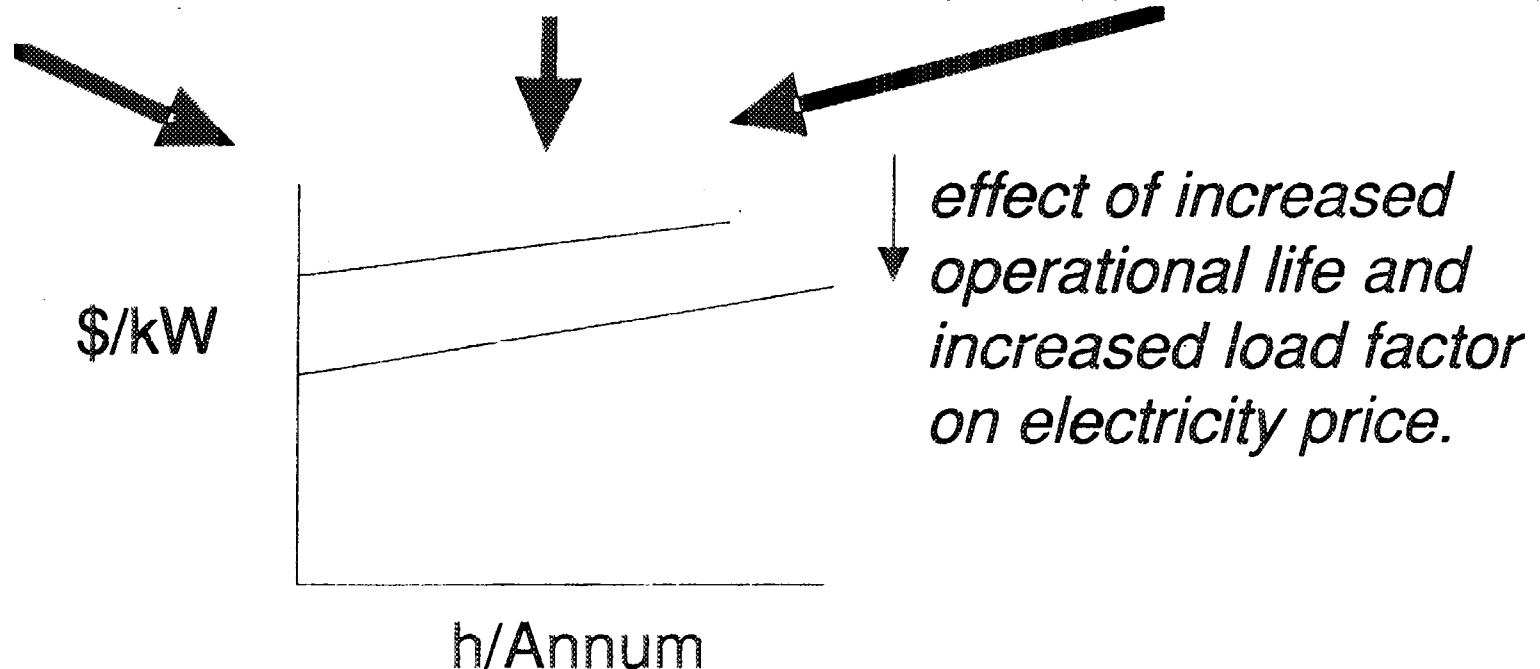 effect of increased
operational life and
$/kW
increased load factor
on electricity price.
h/Annum